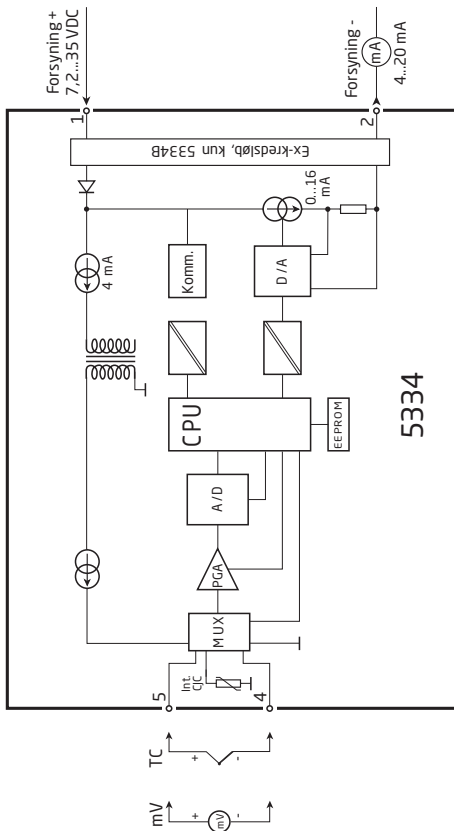 Forsyning +
7,2...35 VDC
Forsyning -
mA
4...20 mA
1
2
Ex-kredsløb, kun 5334B
4 mA
Komm.
0...16
mA
D/A
CPU
EEPROM
A/D
PGA
MUX
Int.
CJC
5
4
TC
+
-
mV
+
mV
-
5334